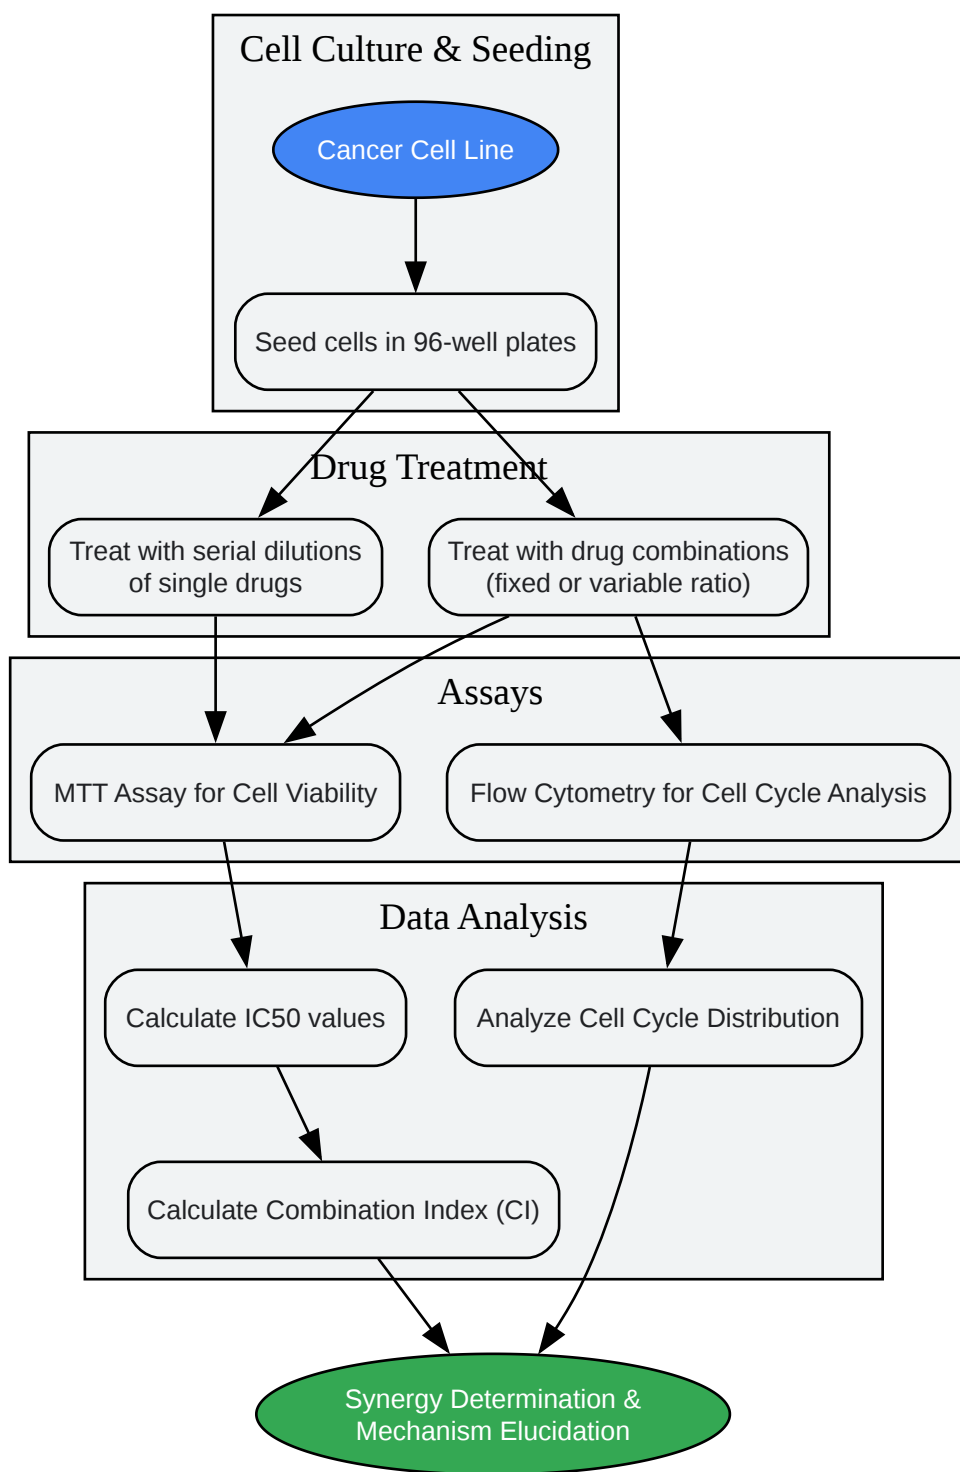 Cell Culture & Seeding
Cancer Cell Line
Seed cells in 96-well plates
Drug Treatment
Treat with serial dilutions
of single drugs
Treat with drug combinations
(fixed or variable ratio)
Assays
MTT Assay for Cell Viability
Flow Cytometry for Cell Cycle Analysis
Data Analysis
Calculate IC50 values
Analyze Cell Cycle Distribution
Calculate Combination Index (CI)
Synergy Determination &
Mechanism Elucidation